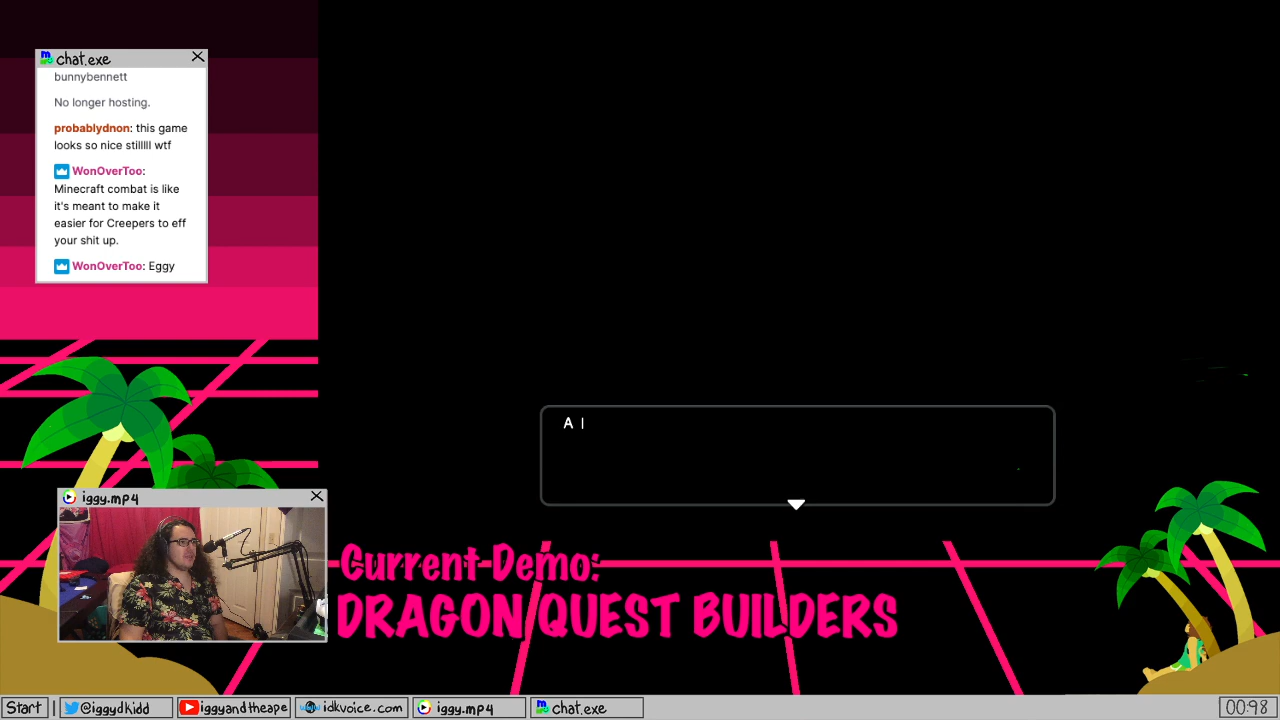 chat.exe
bunnybennett
No longer hosting.
probablydnon: this game
looks so nice stilllll wtf
WonOverToo:
Minecraft combat is like
it's meant to make it
easier for Creepers to eff
your shit up.
WonOverToo: Eggy
A l
iggy.mp4
Current Demo:
DRAGON QUEST BUILDERS
Start | @iggydkidd iggyandtheape idkvoice.com iggy.mp4 chat.exe 00:98